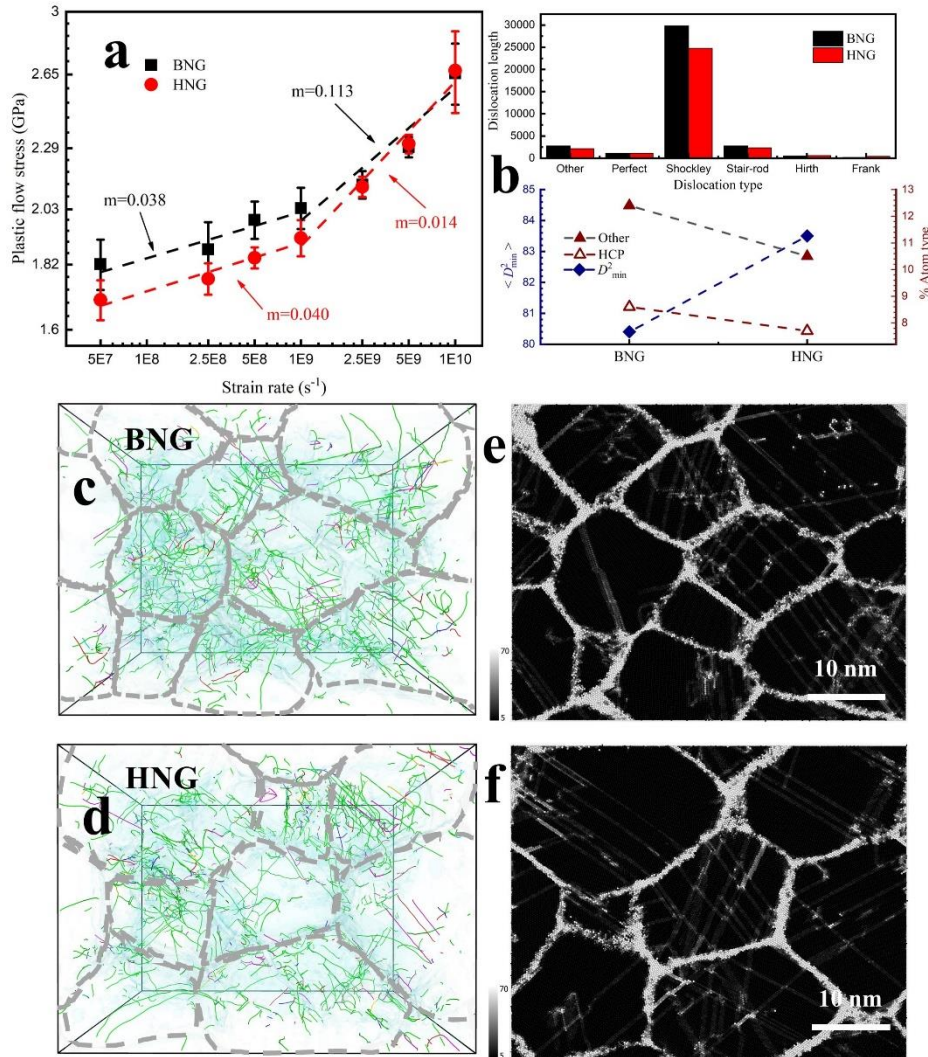 a
BNG
HNG
m=0.113
m=0.038
m=0.014
m=0.040
Plastic flow stress (GPa)
3
2.65
2.29
2.03
1.82
1.6
5E7 1E8 2.5E8 5E8 1E9 2.5E9 5E9 1E10
Strain rate (s⁻¹)
Dislocation length
30000
25000
20000
15000
10000
5000
0
BNG
HNG
Other Perfect Shockley Stair-rod Hirth Frank
Dislocation type
b
< D²min >
85
84
83
82
81
80
Other
HCP
D²min
13
12
11
10
9
8
% Atom type
BNG HNG
BNG
c
e
70
5
10 nm
HNG
d
f
70
5
10 nm